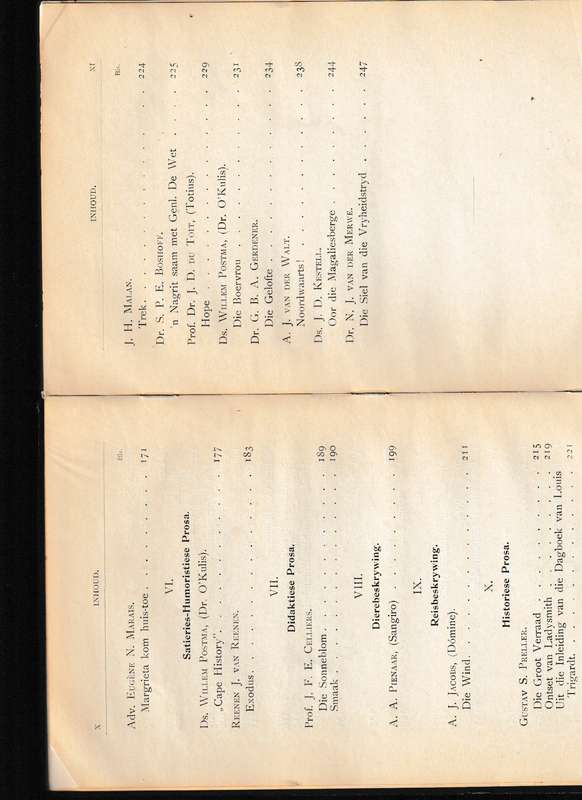 X INHOUD.
Bls.
Adv. EUGÈNE N. MARAIS.
Margrieta kom huis-toe . . . . . . . . . . 171
VI.
Satieries-Humoristiese Prosa.
Ds. WILLEM POSTMA, (Dr. O'Kulis).
„Cape History". . . . . . . . . . . 177
REENEN J. VAN REENEN.
Exodus . . . . . . . . . . . 183
VII.
Didaktiese Prosa.
Prof. J. F. E. CELLIERS.
Die Sonneblom . . . . . . . . . . 189
Smaak . . . . . . . . . . . 190
VIII.
Dierebeskrywing.
A. A. PIENAAR, (Sangiro) . . . . . . . . 199
IX.
Reisbeskrywing.
A. J. JACOBS, (Dómine).
Die Wind . . . . . . . . . . . 211
X.
Historiese Prosa.
GUSTAV S. PRELLER.
Die Groot Verraad . . . . . . . . . 215
Ontset van Ladysmith . . . . . . . . 219
Uit die Inleiding van die Dagboek van Louis
Trigardt . . . . . . . . . . . 221
INHOUD. XI
Bls.
J. H. MALAN.
Trek . . . . . . . . . . . . 224
Dr. S. P. E. BOSHOFF.
'n Nagrit saam met Genl. De Wet . . . . 225
Prof. Dr. J. D. DU TOIT, (Totius).
Hope . . . . . . . . . . . 229
Ds. WILLEM POSTMA, (Dr. O'Kulis).
Die Boervrou . . . . . . . . . . 231
Dr. G. B. A. GERDENER.
Die Gelofte . . . . . . . . . . 234
A. J. VAN DER WALT.
Noordwaarts! . . . . . . . . . . 238
Ds. J. D. KESTELL.
Oor die Magaliesberge . . . . . . . . 244
Dr. N. J. VAN DER MERWE.
Die Siel van die Vryheidstryd . . . . . . 247